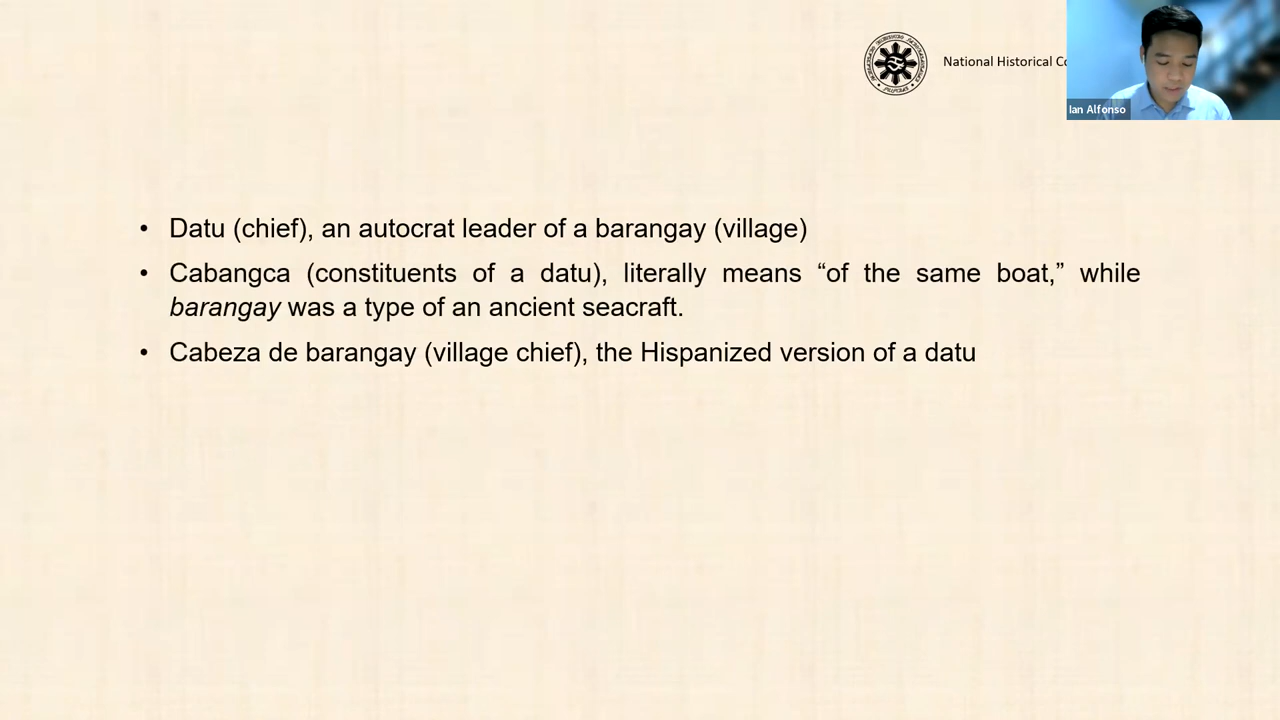 National Historical
Ian Alfonso
• Datu (chief), an autocrat leader of a barangay (village)
• Cabangca (constituents of a datu), literally means “of the same boat,” while
barangay was a type of an ancient seacraft.
• Cabeza de barangay (village chief), the Hispanized version of a datu